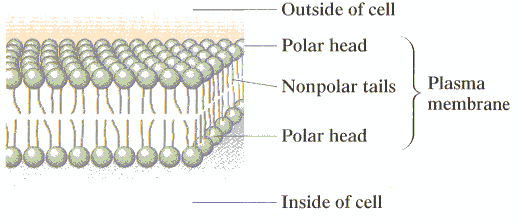 Outside of cell
Polar head
Nonpolar tails
Plasma
membrane
Polar head
Inside of cell